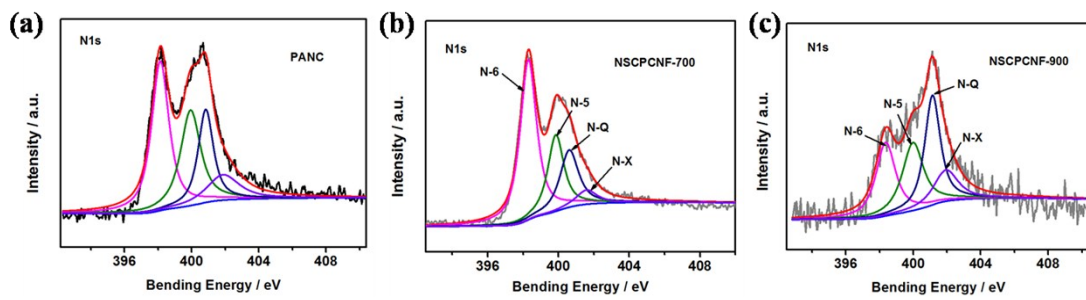 (a)
N1s
PANC
Intensity / a.u.
396 400 404 408
Bending Energy / eV
(b)
N1s
NSCPCNF-700
N-6
N-5
N-Q
N-X
Intensity / a.u.
396 400 404 408
Bending Energy / eV
(c)
N1s
NSCPCNF-900
N-Q
N-5
N-6
N-X
Intensity / a.u.
396 400 404 408
Bending Energy / eV